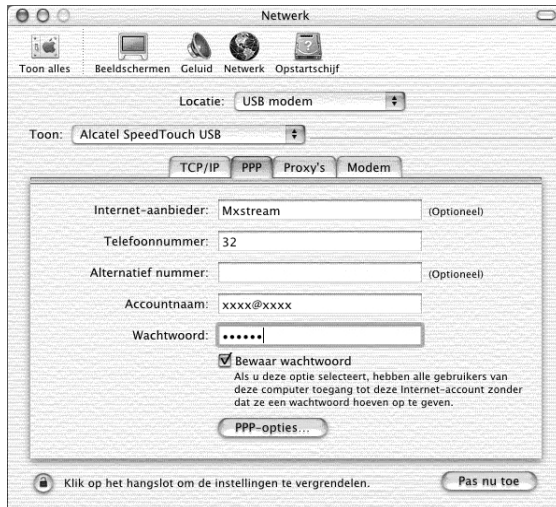 Netwerk
Toon alles Beeldschermen Geluid Netwerk Opstartschijf
Locatie: USB modem
Toon: Alcatel SpeedTouch USB
TCP/IP PPP Proxy's Modem
Internet-aanbieder: Mxstream (Optioneel)
Telefoonnummer: 32
Alternatief nummer: (Optioneel)
Accountnaam: xxxx@xxxx
Wachtwoord: ••••••
Bewaar wachtwoord
Als u deze optie selecteert, hebben alle gebruikers van
deze computer toegang tot deze Internet-account zonder
dat ze een wachtwoord hoeven op te geven.
PPP-opties...
Klik op het hangslot om de instellingen te vergrendelen. Pas nu toe